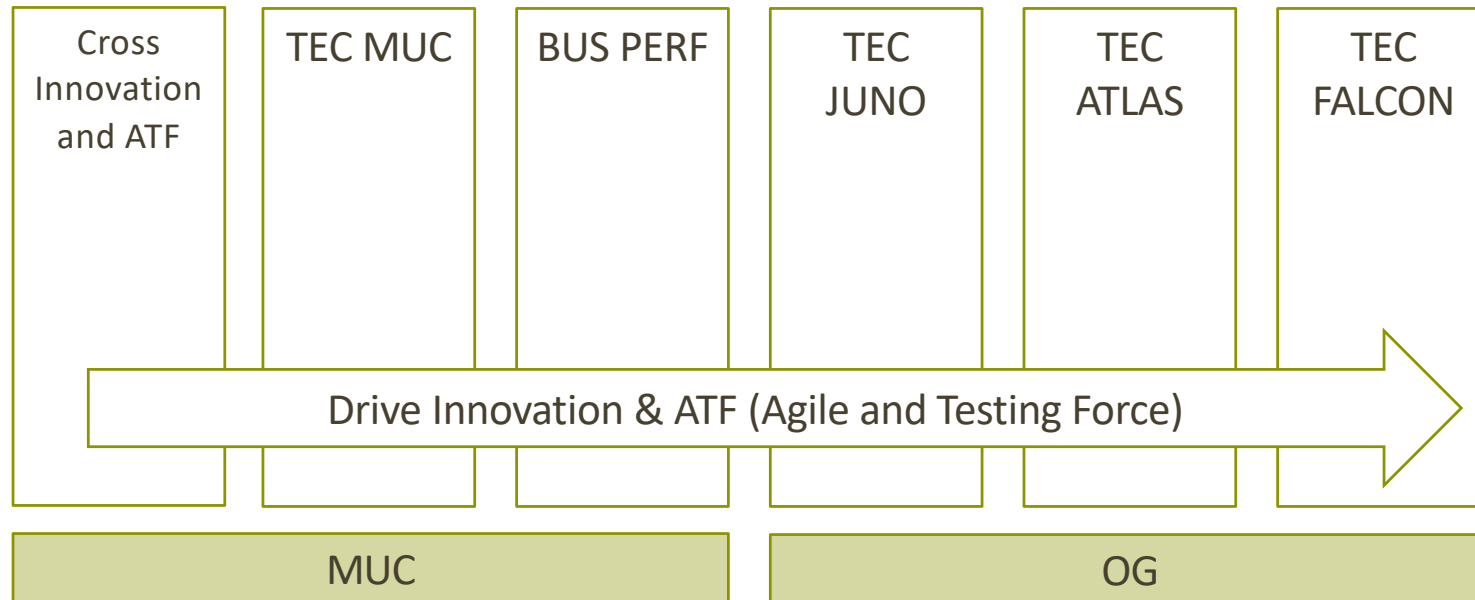 Cross
Innovation
and ATF
TEC MUC
BUS PERF
TEC
JUNO
TEC
ATLAS
TEC
FALCON
Drive Innovation & ATF (Agile and Testing Force)
MUC
OG